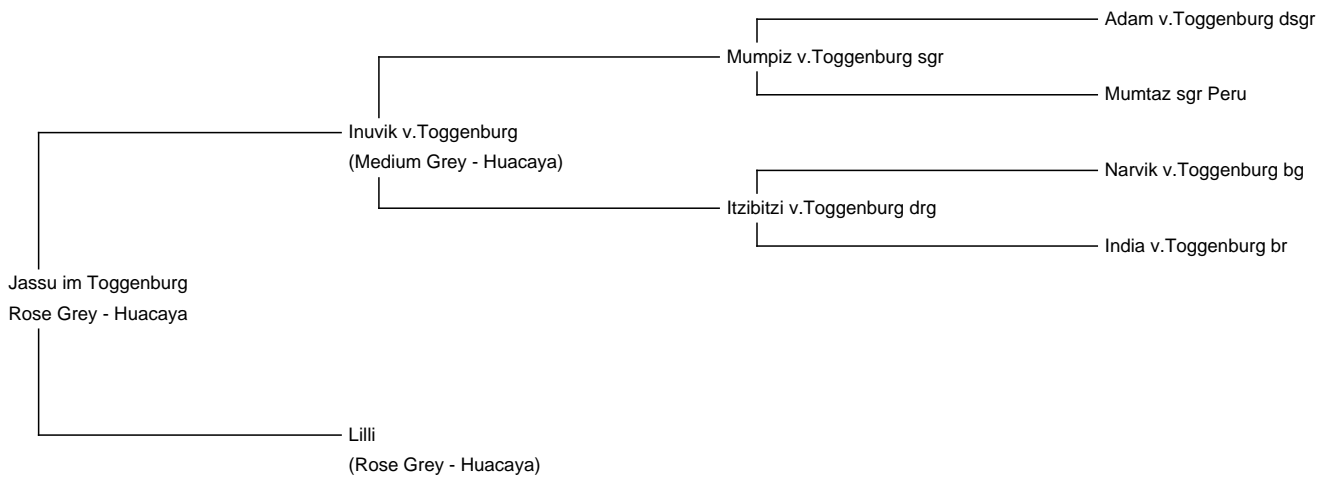 Adam v.Toggenburg dsgr
Mumpiz v.Toggenburg sgr
Mumtaz sgr Peru
Inuvik v.Toggenburg
(Medium Grey - Huacaya)
Narvik v.Toggenburg bg
Itzibitzi v.Toggenburg drg
India v.Toggenburg br
Jassu im Toggenburg
Rose Grey - Huacaya
Lilli
(Rose Grey - Huacaya)